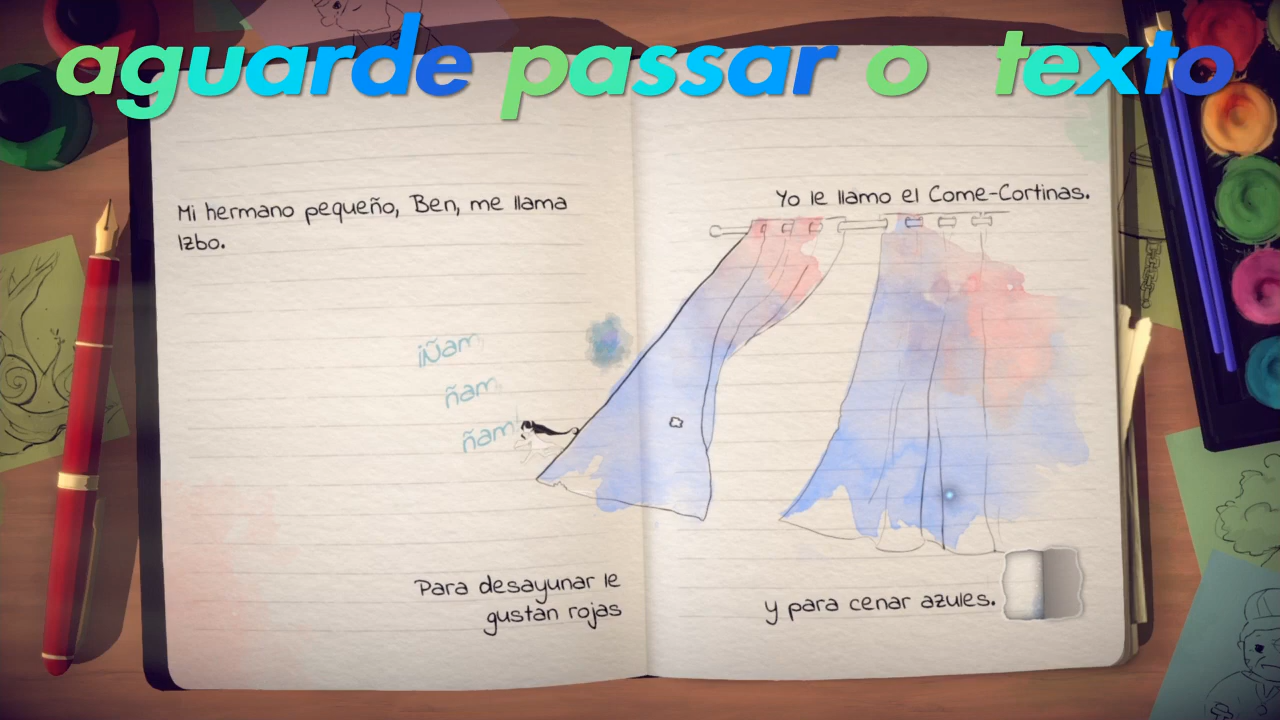 aguarde passar o texto
Mi hermano pequeño, Ben, me llama
Izbo.
Yo le llamo el Come-Cortinas.
¡Ñam,
ñam,
ñam!
Para desayunar le
gustan rojas
y para cenar azules.